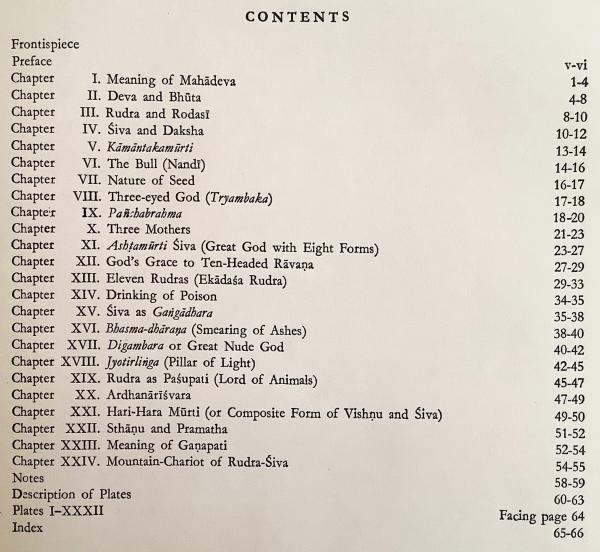 CONTENTS
Frontispiece
Preface v-vi
Chapter I. Meaning of Mahādeva 1-4
Chapter II. Deva and Bhūta 4-8
Chapter III. Rudra and Rodasī 8-10
Chapter IV. Śiva and Daksha 10-12
Chapter V. Kāmāntakamūrti 13-14
Chapter VI. The Bull (Nandī) 14-16
Chapter VII. Nature of Seed 16-17
Chapter VIII. Three-eyed God (Tryambaka) 17-18
Chapter IX. Pañchabrahma 18-20
Chapter X. Three Mothers 21-23
Chapter XI. Ashṭamūrti Śiva (Great God with Eight Forms) 23-27
Chapter XII. God's Grace to Ten-Headed Rāvaṇa 27-29
Chapter XIII. Eleven Rudras (Ekādaśa Rudra) 29-33
Chapter XIV. Drinking of Poison 34-35
Chapter XV. Śiva as Gaṅgādhara 35-38
Chapter XVI. Bhasma-dhāraṇa (Smearing of Ashes) 38-40
Chapter XVII. Digambara or Great Nude God 40-42
Chapter XVIII. Jyotirliṅga (Pillar of Light) 42-45
Chapter XIX. Rudra as Paśupati (Lord of Animals) 45-47
Chapter XX. Ardhanārīśvara 47-49
Chapter XXI. Hari-Hara Mūrti (or Composite Form of Vishṇu and Śiva) 49-50
Chapter XXII. Sthāṇu and Pramatha 51-52
Chapter XXIII. Meaning of Gaṇapati 52-54
Chapter XXIV. Mountain-Chariot of Rudra-Śiva 54-55
Notes 58-59
Description of Plates 60-63
Plates I-XXXII Facing page 64
Index 65-66